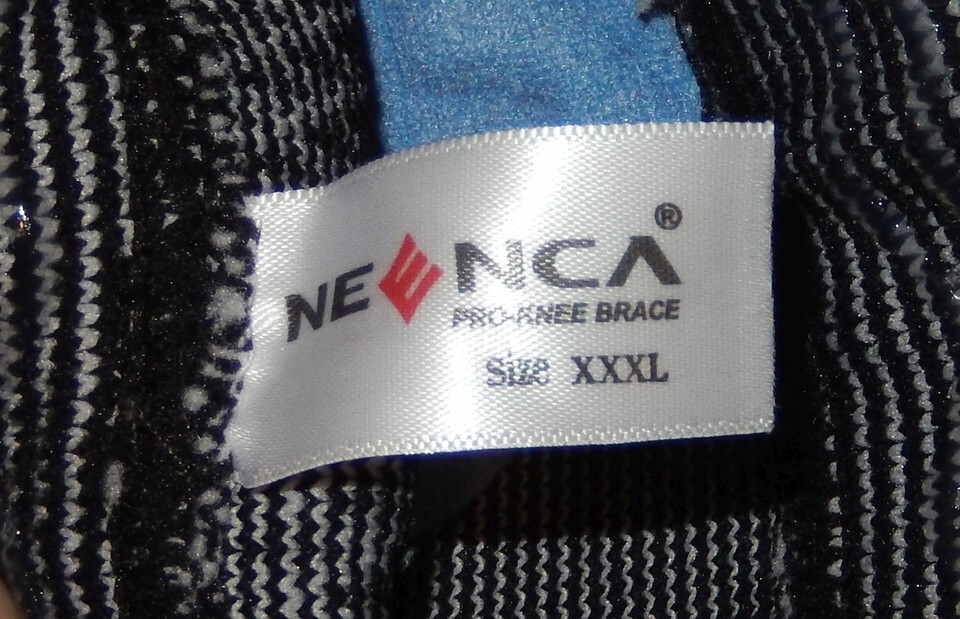 NEENCA®
PRO-KNEE BRACE
Size XXXL